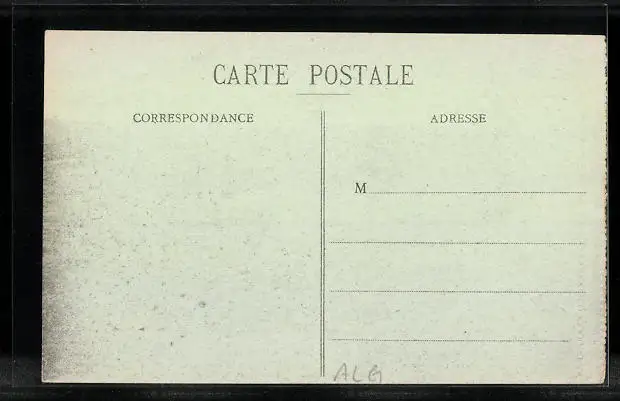 CARTE POSTALE
CORRESPONDANCE
ADRESSE
M
ALG